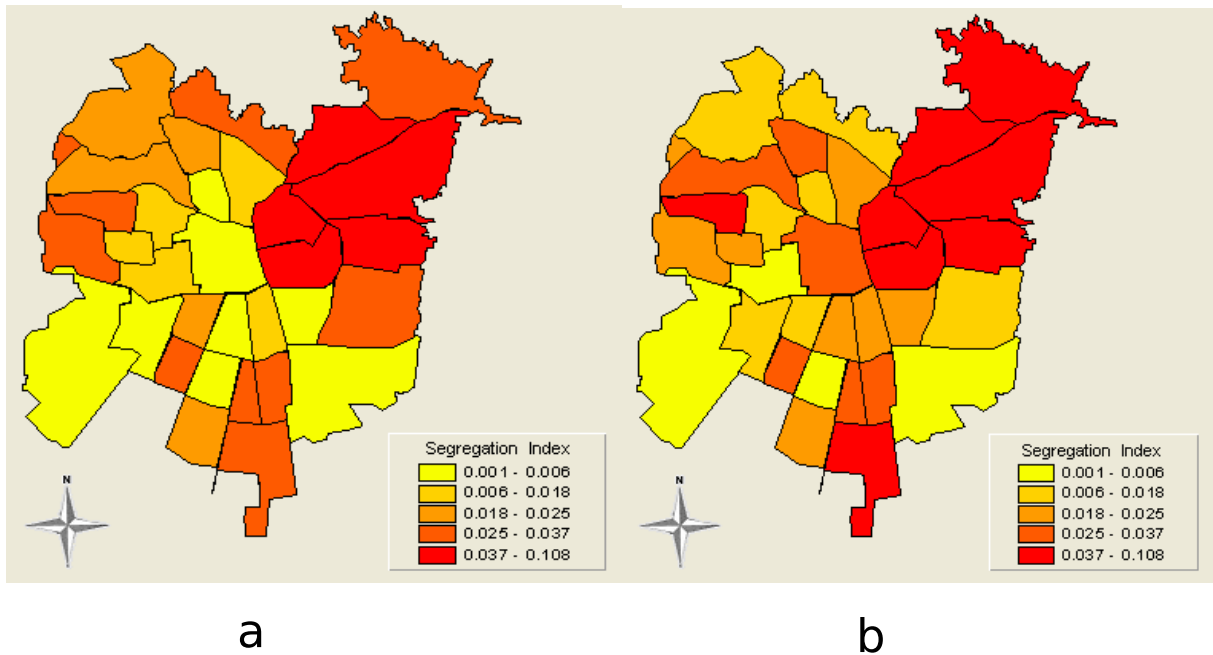 Segregation Index
0.001 - 0.006
0.006 - 0.018
0.018 - 0.025
0.025 - 0.037
0.037 - 0.108
N
Segregation Index
0.001 - 0.006
0.006 - 0.018
0.018 - 0.025
0.025 - 0.037
0.037 - 0.108
N
a
b